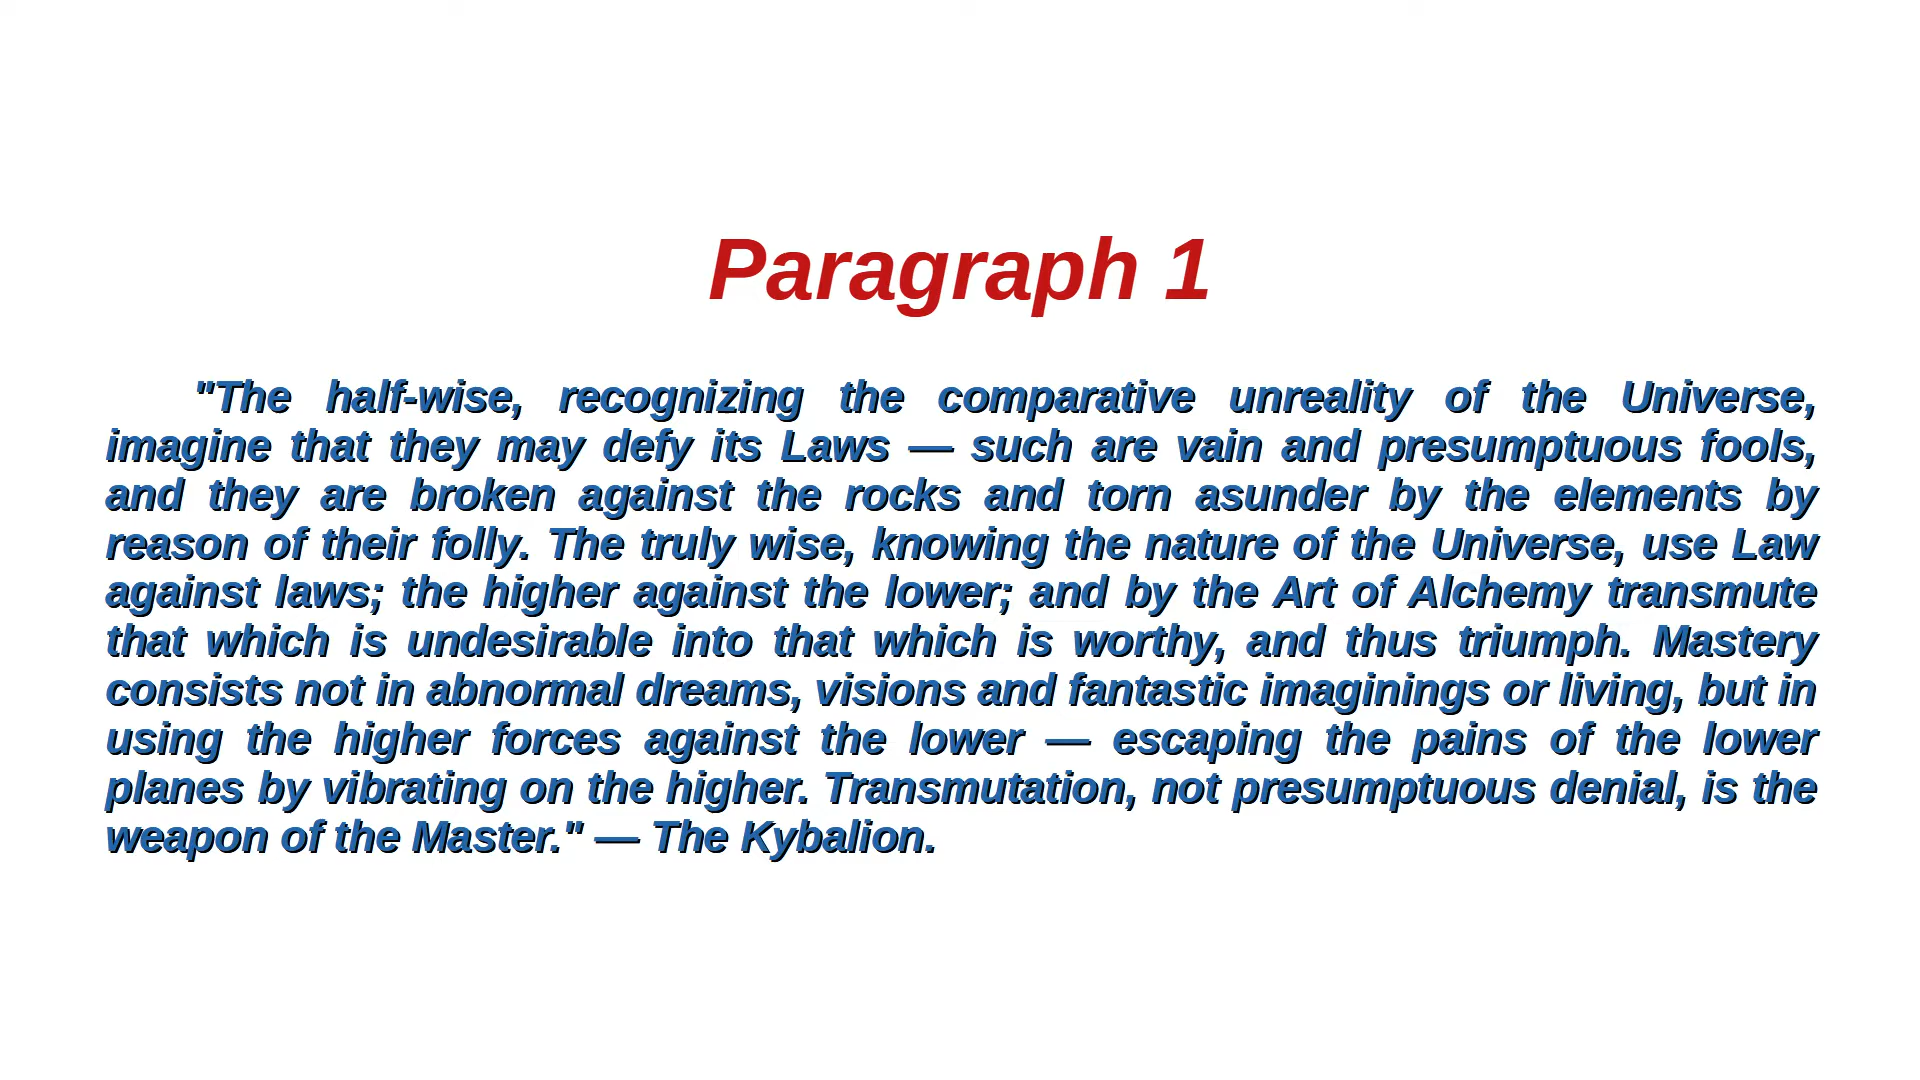 Paragraph 1
"The half-wise, recognizing the comparative unreality of the Universe,
imagine that they may defy its Laws — such are vain and presumptuous fools,
and they are broken against the rocks and torn asunder by the elements by
reason of their folly. The truly wise, knowing the nature of the Universe, use Law
against laws; the higher against the lower; and by the Art of Alchemy transmute
that which is undesirable into that which is worthy, and thus triumph. Mastery
consists not in abnormal dreams, visions and fantastic imaginings or living, but in
using the higher forces against the lower — escaping the pains of the lower
planes by vibrating on the higher. Transmutation, not presumptuous denial, is the
weapon of the Master." — The Kybalion.